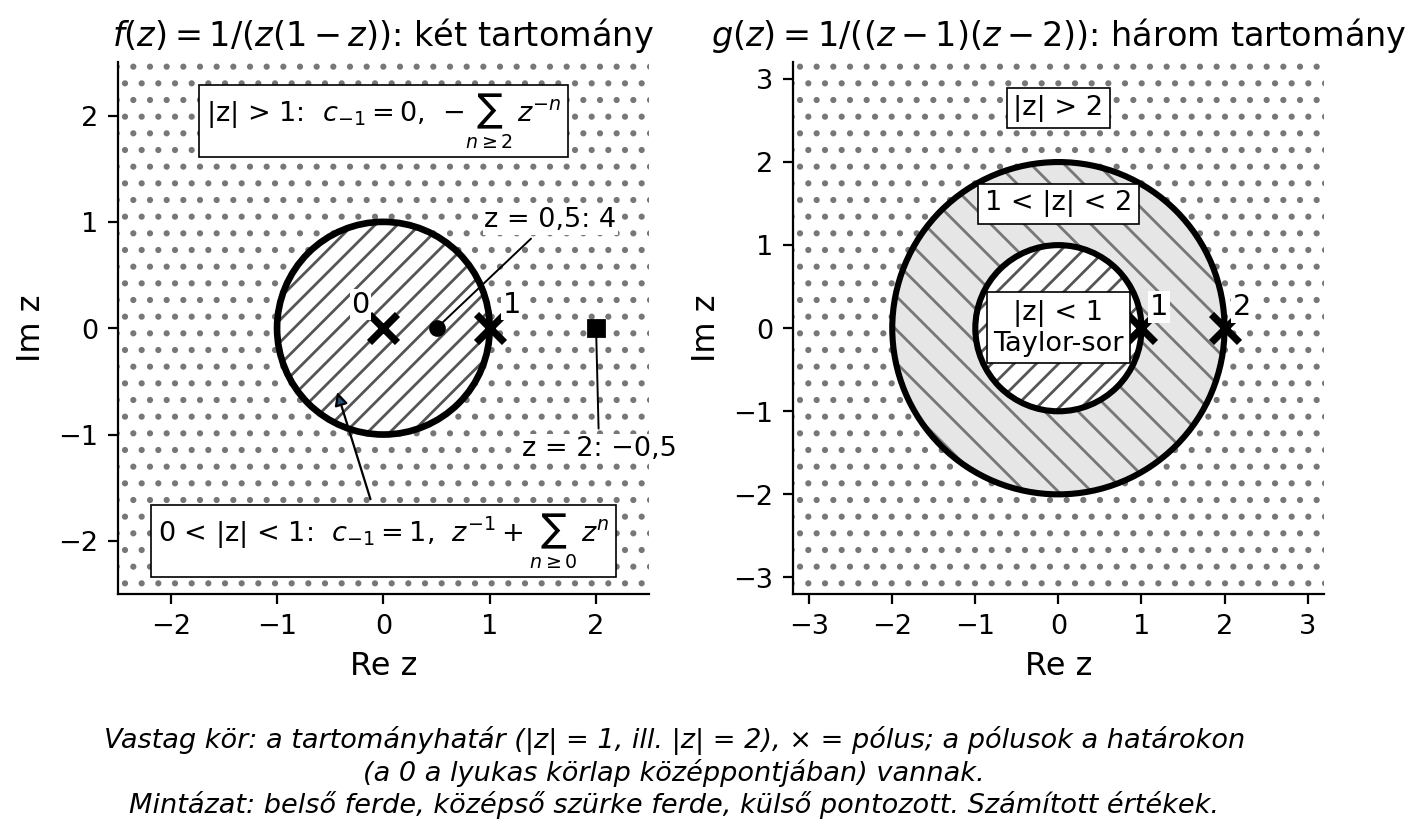 f(z) = 1/(z(1 − z)): két tartomány
Im z
2
1
0
−1
−2
|z| > 1: c₋₁ = 0, − ∑ z⁻ⁿ
n ≥ 2
z = 0,5: 4
0
1
z = 2: −0,5
0 < |z| < 1: c₋₁ = 1, z⁻¹ + ∑ zⁿ
n ≥ 0
−2
−1
0
1
2
Re z
g(z) = 1/((z − 1)(z − 2)): három tartomány
Im z
3
2
1
0
−1
−2
−3
|z| > 2
1 < |z| < 2
|z| < 1
Taylor-sor
1
2
−3
−2
−1
0
1
2
3
Re z
Vastag kör: a tartományhatár (|z| = 1, ill. |z| = 2), × = pólus; a pólusok a határokon
(a 0 a lyukas körlap középpontjában) vannak.
Mintázat: belső ferde, középső szürke ferde, külső pontozott. Számított értékek.